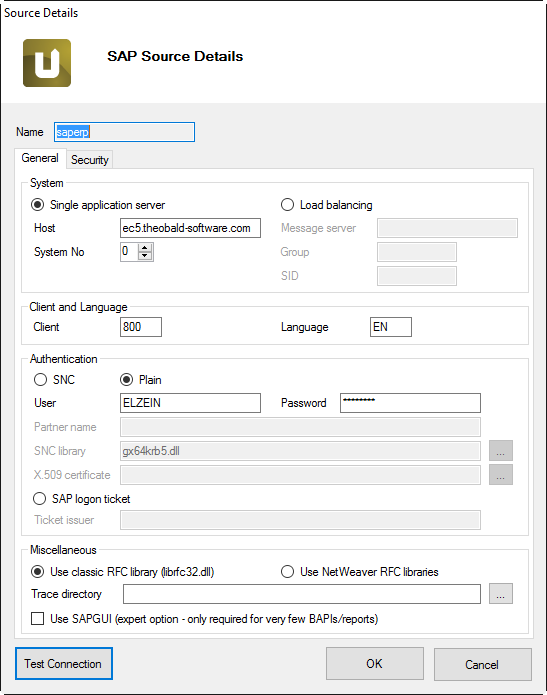 Source Details
SAP Source Details
Name saperp
General Security
System
Single application server Load balancing
Host ec5.theobald-software.com Message server
System No 0 Group
SID
Client and Language
Client 800 Language EN
Authentication
SNC Plain
User ELZEIN Password ********
Partner name
SNC library gx64krb5.dll ...
X.509 certificate ...
SAP logon ticket
Ticket issuer
Miscellaneous
Use classic RFC library (librfc32.dll) Use NetWeaver RFC libraries
Trace directory ...
Use SAPGUI (expert option - only required for very few BAPIs/reports)
Test Connection OK Cancel